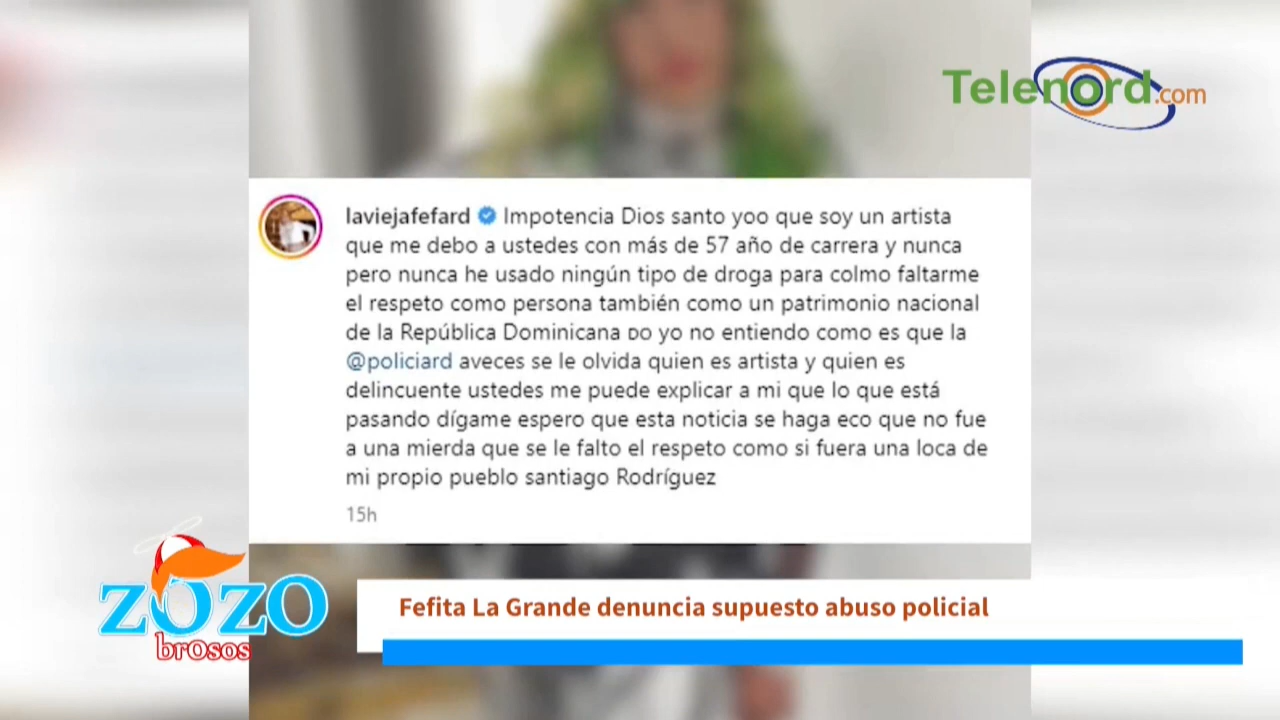 Telenord.com
laviejafefard Impotencia Dios santo yoo que soy un artista
que me debo a ustedes con más de 57 año de carrera y nunca
pero nunca he usado ningún tipo de droga para colmo faltarme
el respeto como persona también como un patrimonio nacional
de la República Dominicana po yo no entiendo como es que la
@policiard aveces se le olvida quien es artista y quien es
delincuente ustedes me puede explicar a mi que lo que está
pasando dígame espero que esta noticia se haga eco que no fue
a una mierda que se le falto el respeto como si fuera una loca de
mi propio pueblo santiago Rodríguez
15h
zozo
brOsos
Fefita La Grande denuncia supuesto abuso policial